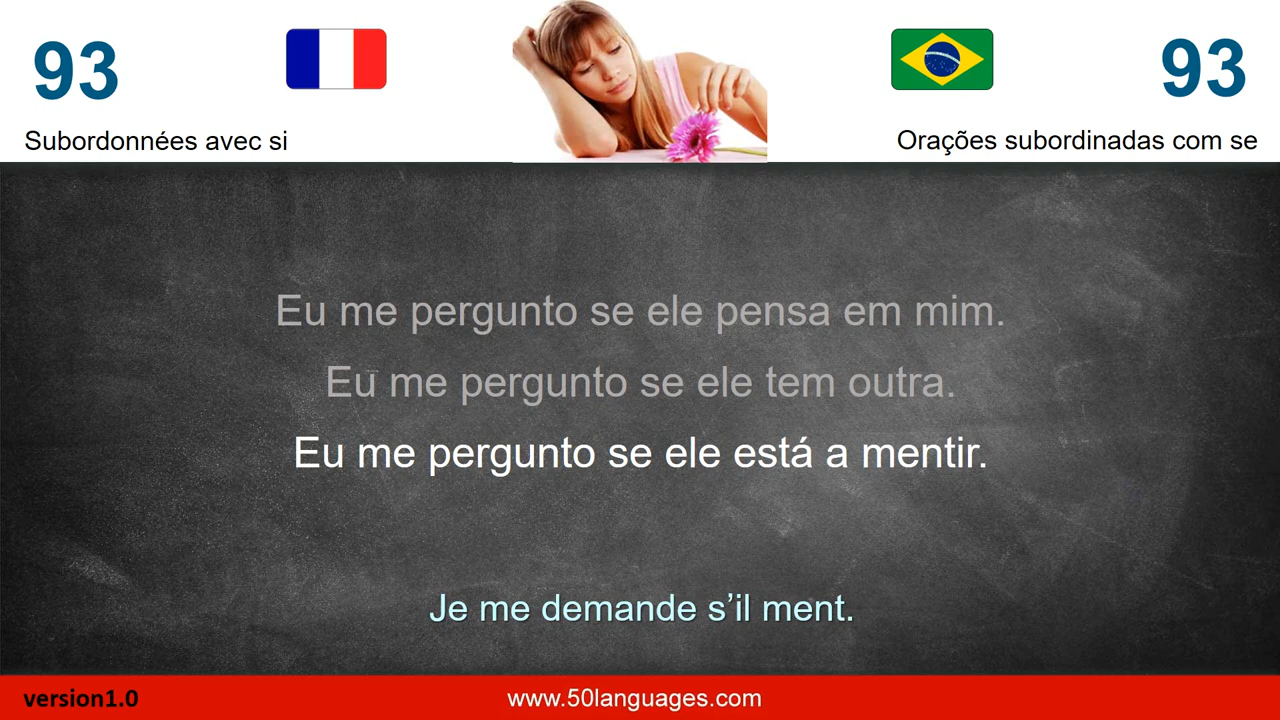 93
93
Subordonnées avec si
Orações subordinadas com se
Eu me pergunto se ele pensa em mim.
Eu me pergunto se ele tem outra.
Eu me pergunto se ele está a mentir.
Je me demande s’il ment.
version1.0
www.50languages.com